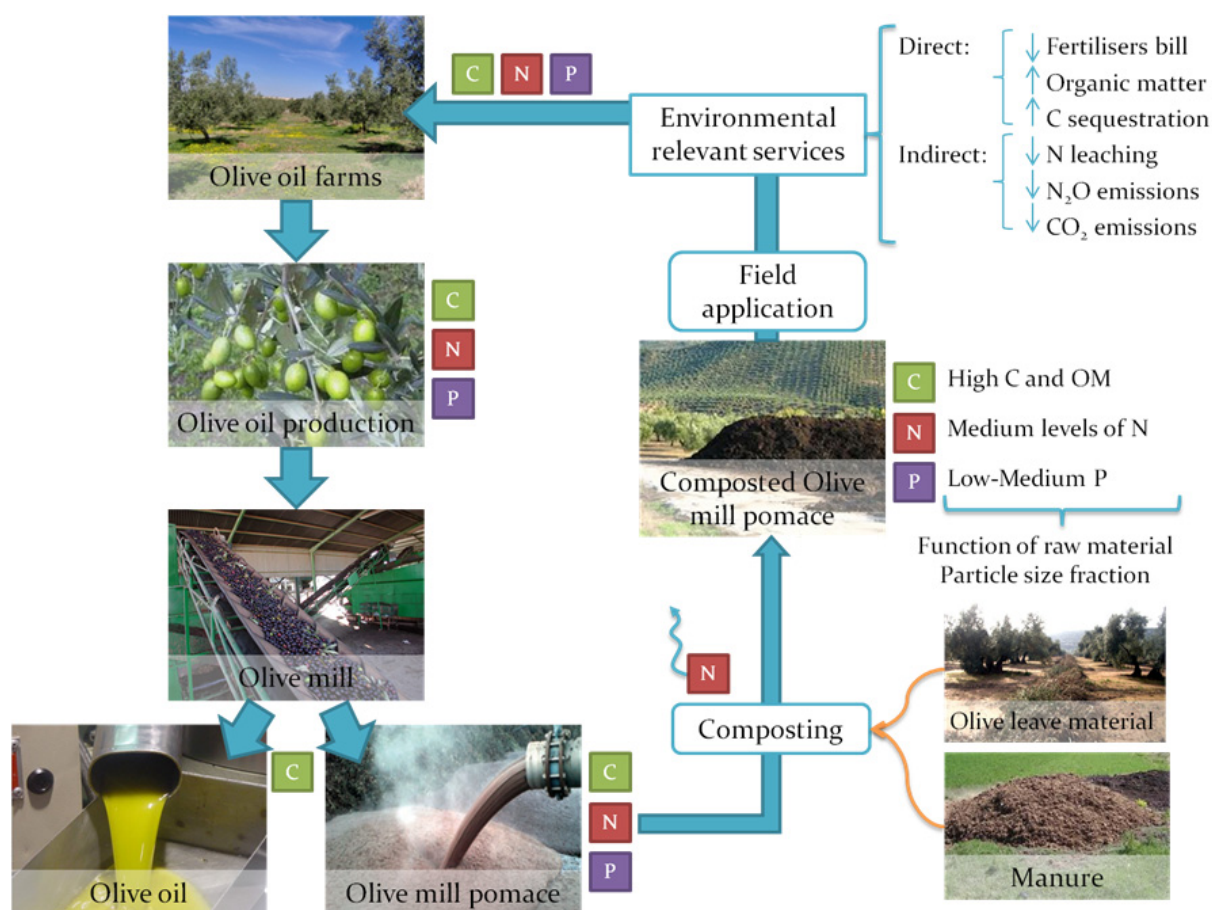 C
N
P
Olive oil farms
Environmental
relevant services
Direct:
Fertilisers bill
Organic matter
C sequestration
Indirect:
N leaching
N₂O emissions
CO₂ emissions
Field
application
C
N
P
Olive oil production
Composted Olive
mill pomace
C
High C and OM
N
Medium levels of N
P
Low-Medium P
Function of raw material
Particle size fraction
Olive mill
N
Composting
Olive leave material
C
Olive oil
C
N
P
Olive mill pomace
Manure